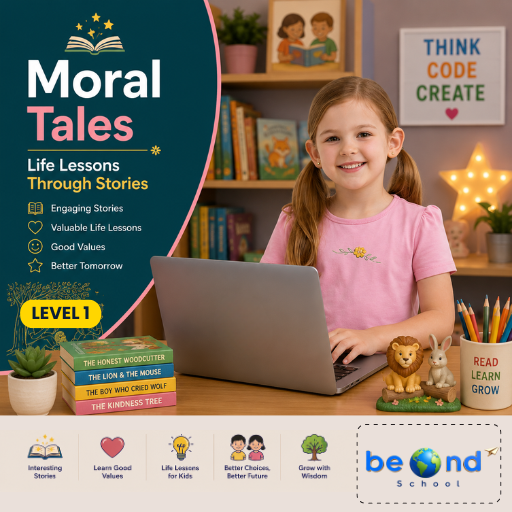 Moral
Tales
Life Lessons
Through Stories
Engaging Stories
Valuable Life Lessons
Good Values
Better Tomorrow
LEVEL 1
THINK
CODE
CREATE
THE HONEST WOODCUTTER
THE LION & THE MOUSE
THE BOY WHO CRIED WOLF
THE KINDNESS TREE
READ
LEARN
GROW
Interesting
Stories
Learn Good
Values
Life Lessons
for Kids
Better Choices,
Better Future
Grow with
Wisdom
beyond
School